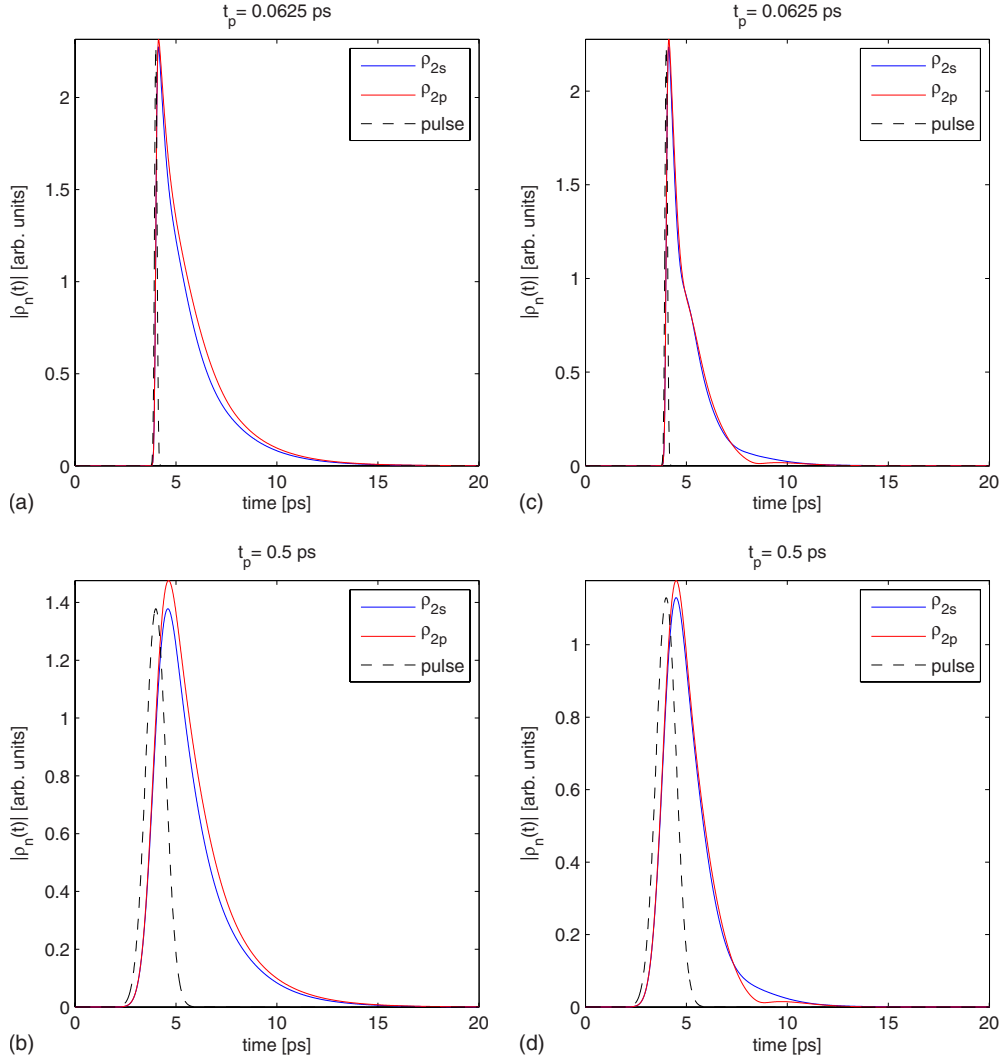 t_p= 0.0625 ps
|ρ_n(t)| [arb. units]
2
1.5
1
0.5
0
0 5 10 15 20
time [ps]
ρ_2s
ρ_2p
pulse
(a)
t_p= 0.0625 ps
|ρ_n(t)| [arb. units]
2
1.5
1
0.5
0
0 5 10 15 20
time [ps]
ρ_2s
ρ_2p
pulse
(c)
t_p= 0.5 ps
|ρ_n(t)| [arb. units]
1.4
1.2
1
0.8
0.6
0.4
0.2
0
0 5 10 15 20
time [ps]
ρ_2s
ρ_2p
pulse
(b)
t_p= 0.5 ps
|ρ_n(t)| [arb. units]
1
0.8
0.6
0.4
0.2
0
0 5 10 15 20
time [ps]
ρ_2s
ρ_2p
pulse
(d)